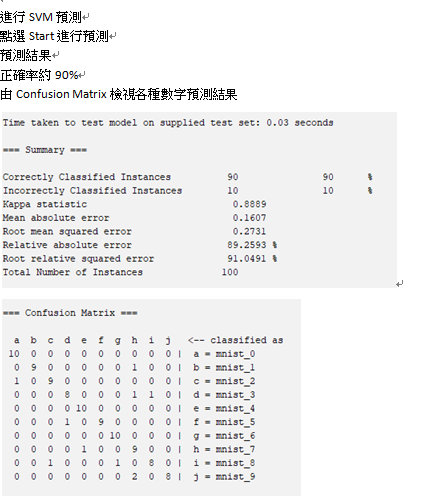 進行 SVM 預測
點選 Start 進行預測
預測結果
正確率約 90%
由 Confusion Matrix 檢視各種數字預測結果
Time taken to test model on supplied test set: 0.03 seconds
=== Summary ===
Correctly Classified Instances 90 90 %
Incorrectly Classified Instances 10 10 %
Kappa statistic 0.8889
Mean absolute error 0.1607
Root mean squared error 0.2731
Relative absolute error 89.2593 %
Root relative squared error 91.0491 %
Total Number of Instances 100
=== Confusion Matrix ===
a b c d e f g h i j <-- classified as
10 0 0 0 0 0 0 0 0 0 | a = mnist_0
0 9 0 0 0 0 0 1 0 0 | b = mnist_1
1 0 9 0 0 0 0 0 0 0 | c = mnist_2
0 0 0 8 0 0 0 1 1 0 | d = mnist_3
0 0 0 0 10 0 0 0 0 0 | e = mnist_4
0 0 0 1 0 9 0 0 0 0 | f = mnist_5
0 0 0 0 0 0 10 0 0 0 | g = mnist_6
0 0 0 0 1 0 0 9 0 0 | h = mnist_7
0 0 1 0 0 0 1 0 8 0 | i = mnist_8
0 0 0 0 0 0 0 2 0 8 | j = mnist_9